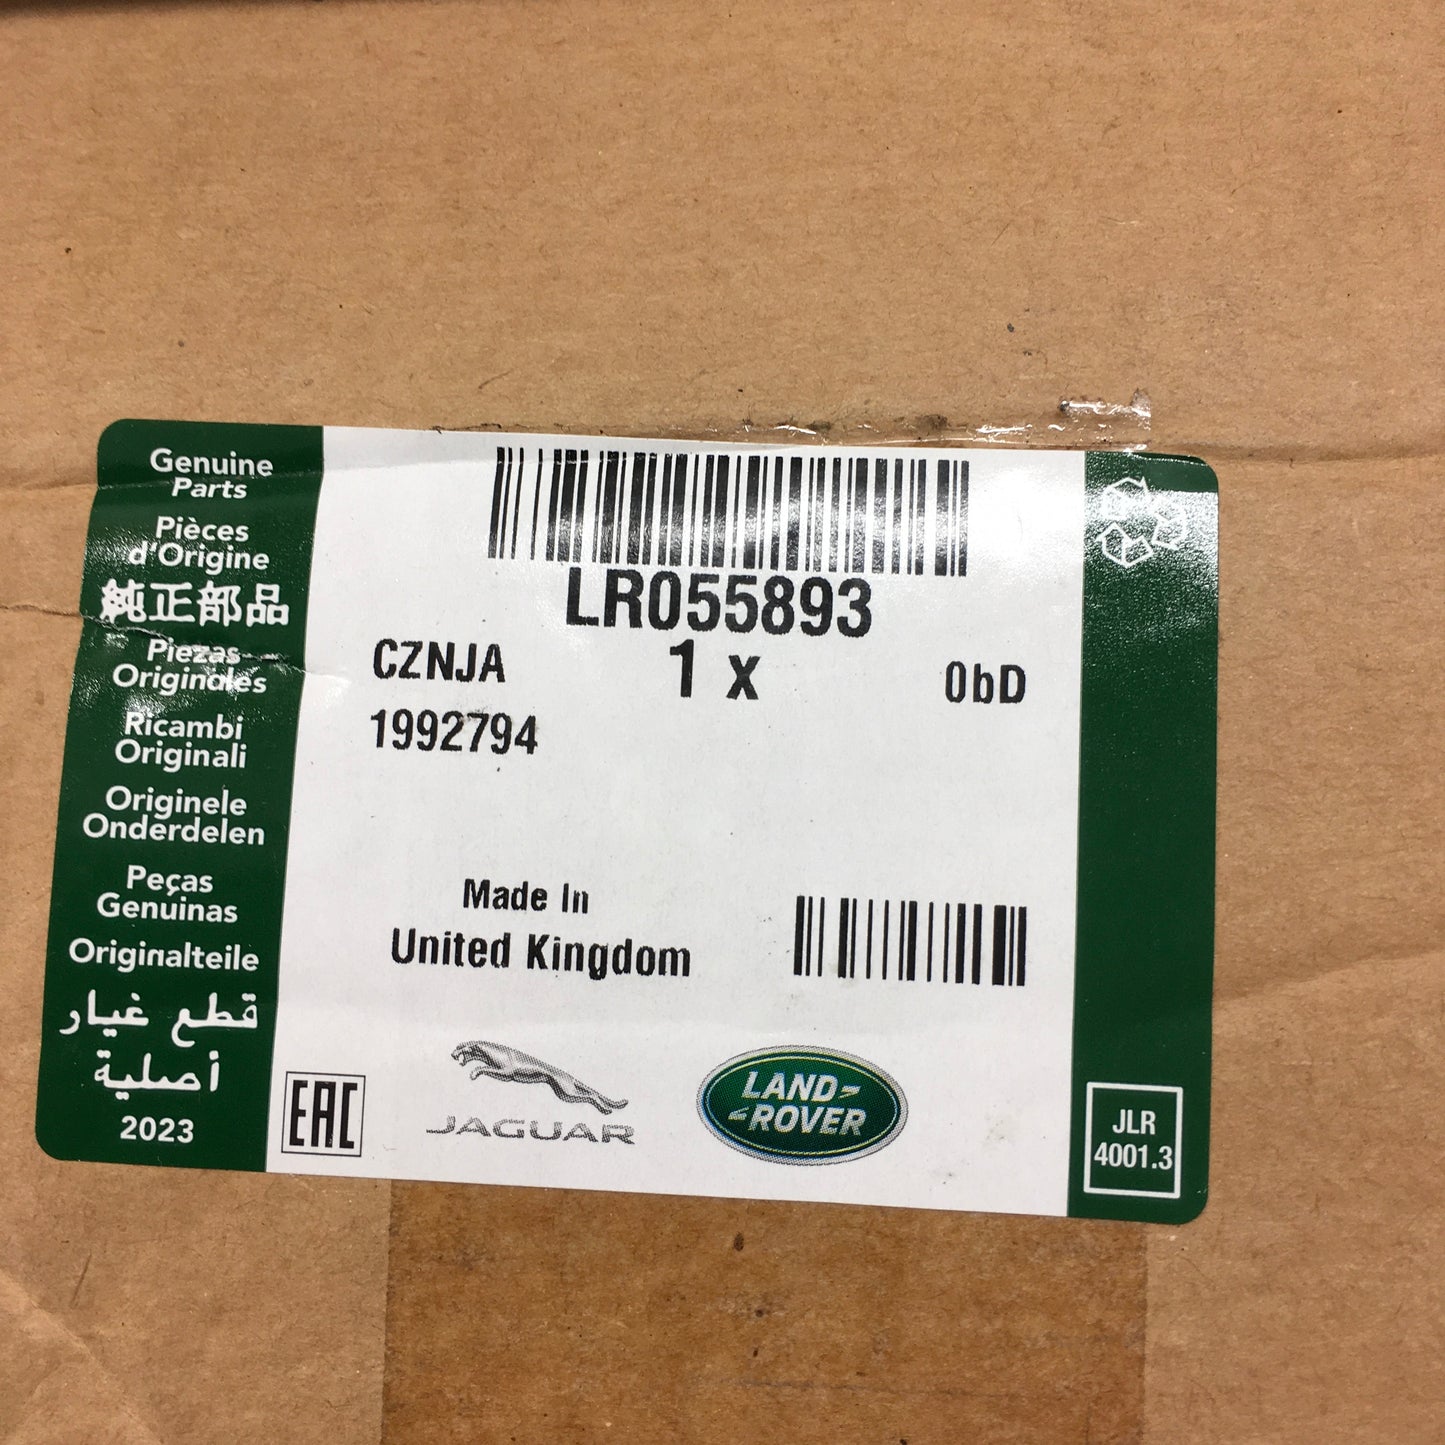 Genuine
Parts
Pièces
d'Origine
純正部品
Piezas
Originales
Ricambi
Originali
Originele
Onderdelen
Peças
Genuinas
Originalteile
قطع غيار
أصلية
2023
LR055893
CZNJA
1 x
0bD
1992794
Made In
United Kingdom
EAC
JAGUAR
LAND
ROVER
JLR
4001.3